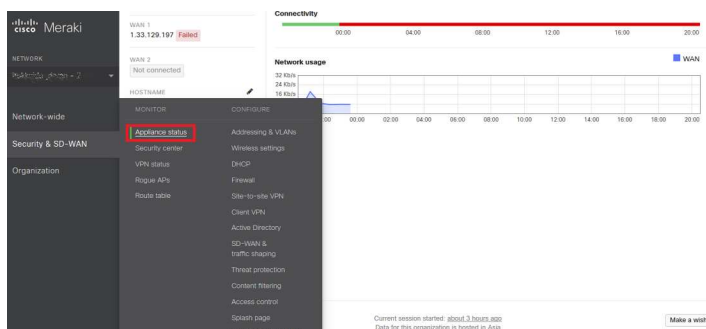 cisco Meraki
NETWORK
Network-wide
Security & SD-WAN
Organization
WAN 1
1.33.129.197 Failed
WAN 2
Not connected
HOSTNAME
MONITOR
Appliance status
Security center
VPN status
Rogue APs
Route table
CONFIGURE
Addressing & VLANs
Wireless settings
DHCP
Firewall
Site-to-site VPN
Client VPN
Active Directory
SD-WAN &
traffic shaping
Threat protection
Content filtering
Access control
Splash page
Connectivity
00:00 04:00 08:00 12:00 16:00 20:00
Network usage
WAN
32 Kb/s
24 Kb/s
16 Kb/s
:00 00:00 02:00 04:00 06:00 08:00 10:00 12:00 14:00 16:00 18:00 20:00
Current session started: about 3 hours ago
Data for this organization is hosted in Asia
Make a wish